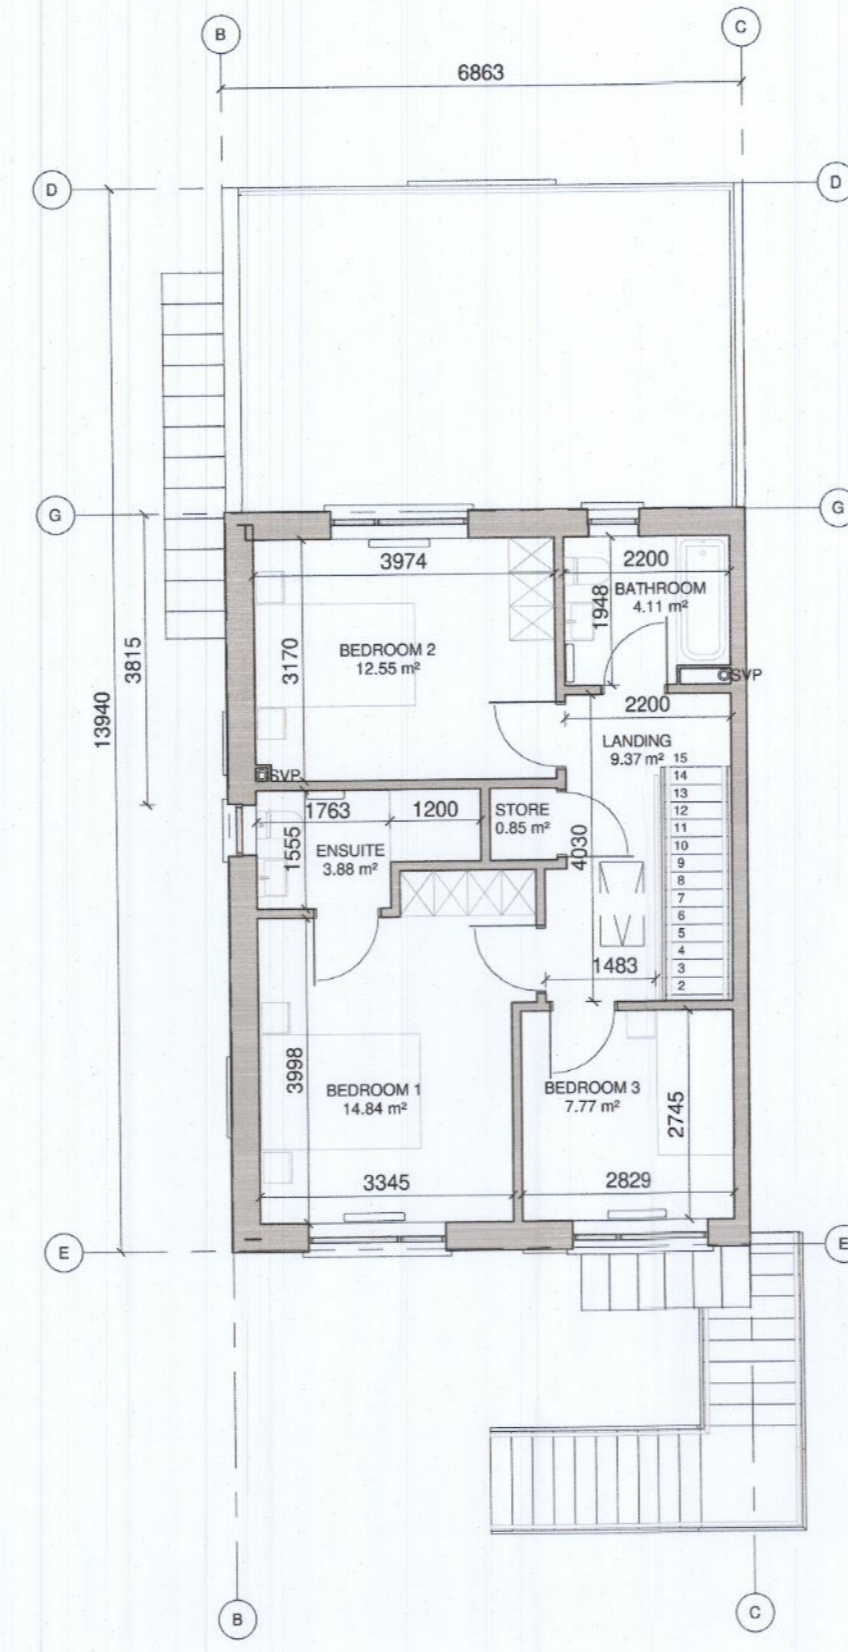 B
C
6863
D
D
G
G
3974
2200
BATHROOM
4.11 m²
1948
BEDROOM 2
12.55 m²
3170
3815
13940
SVP
2200
LANDING
9.37 m²
SVP
1763
1200
STORE
0.85 m²
1555
ENSUITE
3.88 m²
4030
15
14
13
12
11
10
9
8
7
6
5
4
3
2
1483
3998
BEDROOM 1
14.84 m²
BEDROOM 3
7.77 m²
2745
3345
2829
E
E
B
C